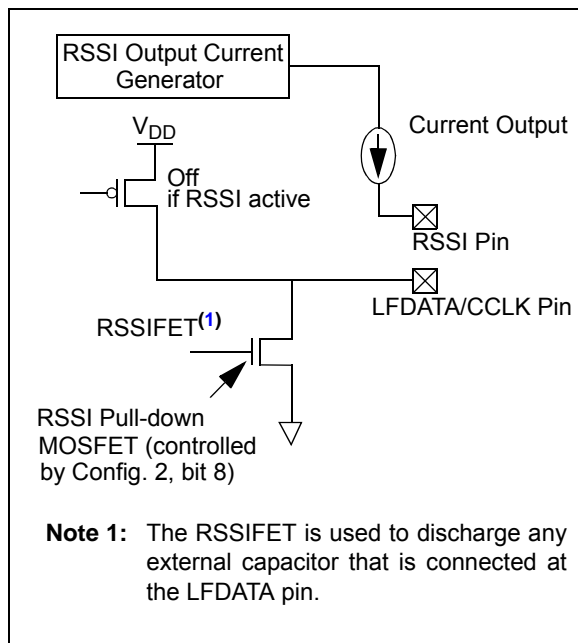 RSSI Output Current
Generator
VDD
Current Output
Off
if RSSI active
RSSI Pin
LFDATA/CCLK Pin
RSSIFET(1)
RSSI Pull-down
MOSFET (controlled
by Config. 2, bit 8)
Note 1: The RSSIFET is used to discharge any
external capacitor that is connected at
the LFDATA pin.